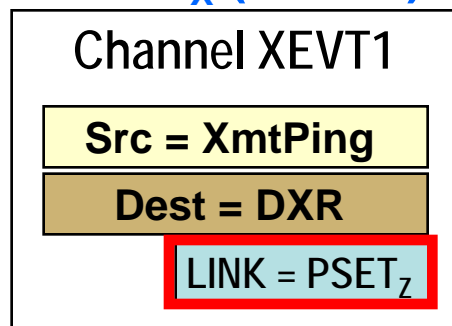 Channel XEVT1
Src = XmtPing
Dest = DXR
LINK = PSETz